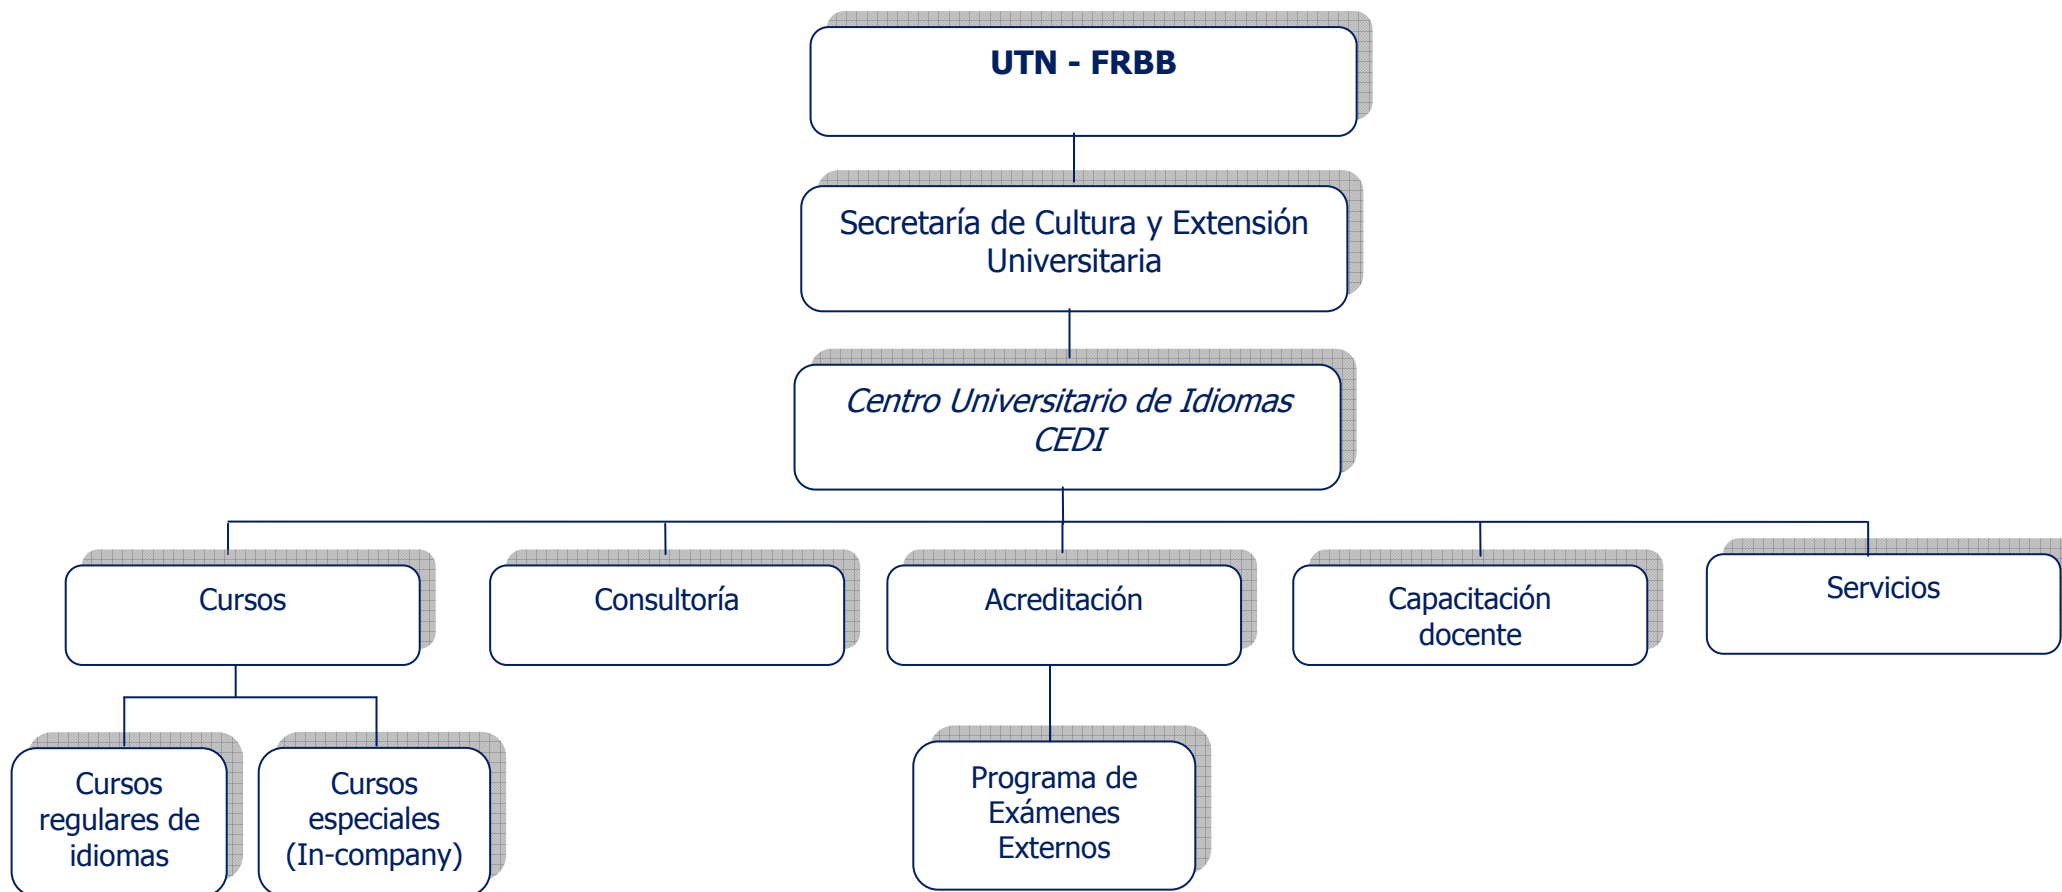 UTN - FRBB
Secretaría de Cultura y Extensión
Universitaria
Centro Universitario de Idiomas
CEDI
Cursos
Consultoría
Acreditación
Capacitación
docente
Servicios
Cursos
regulares de
idiomas
Cursos
especiales
(In-company)
Programa de
Exámenes
Externos